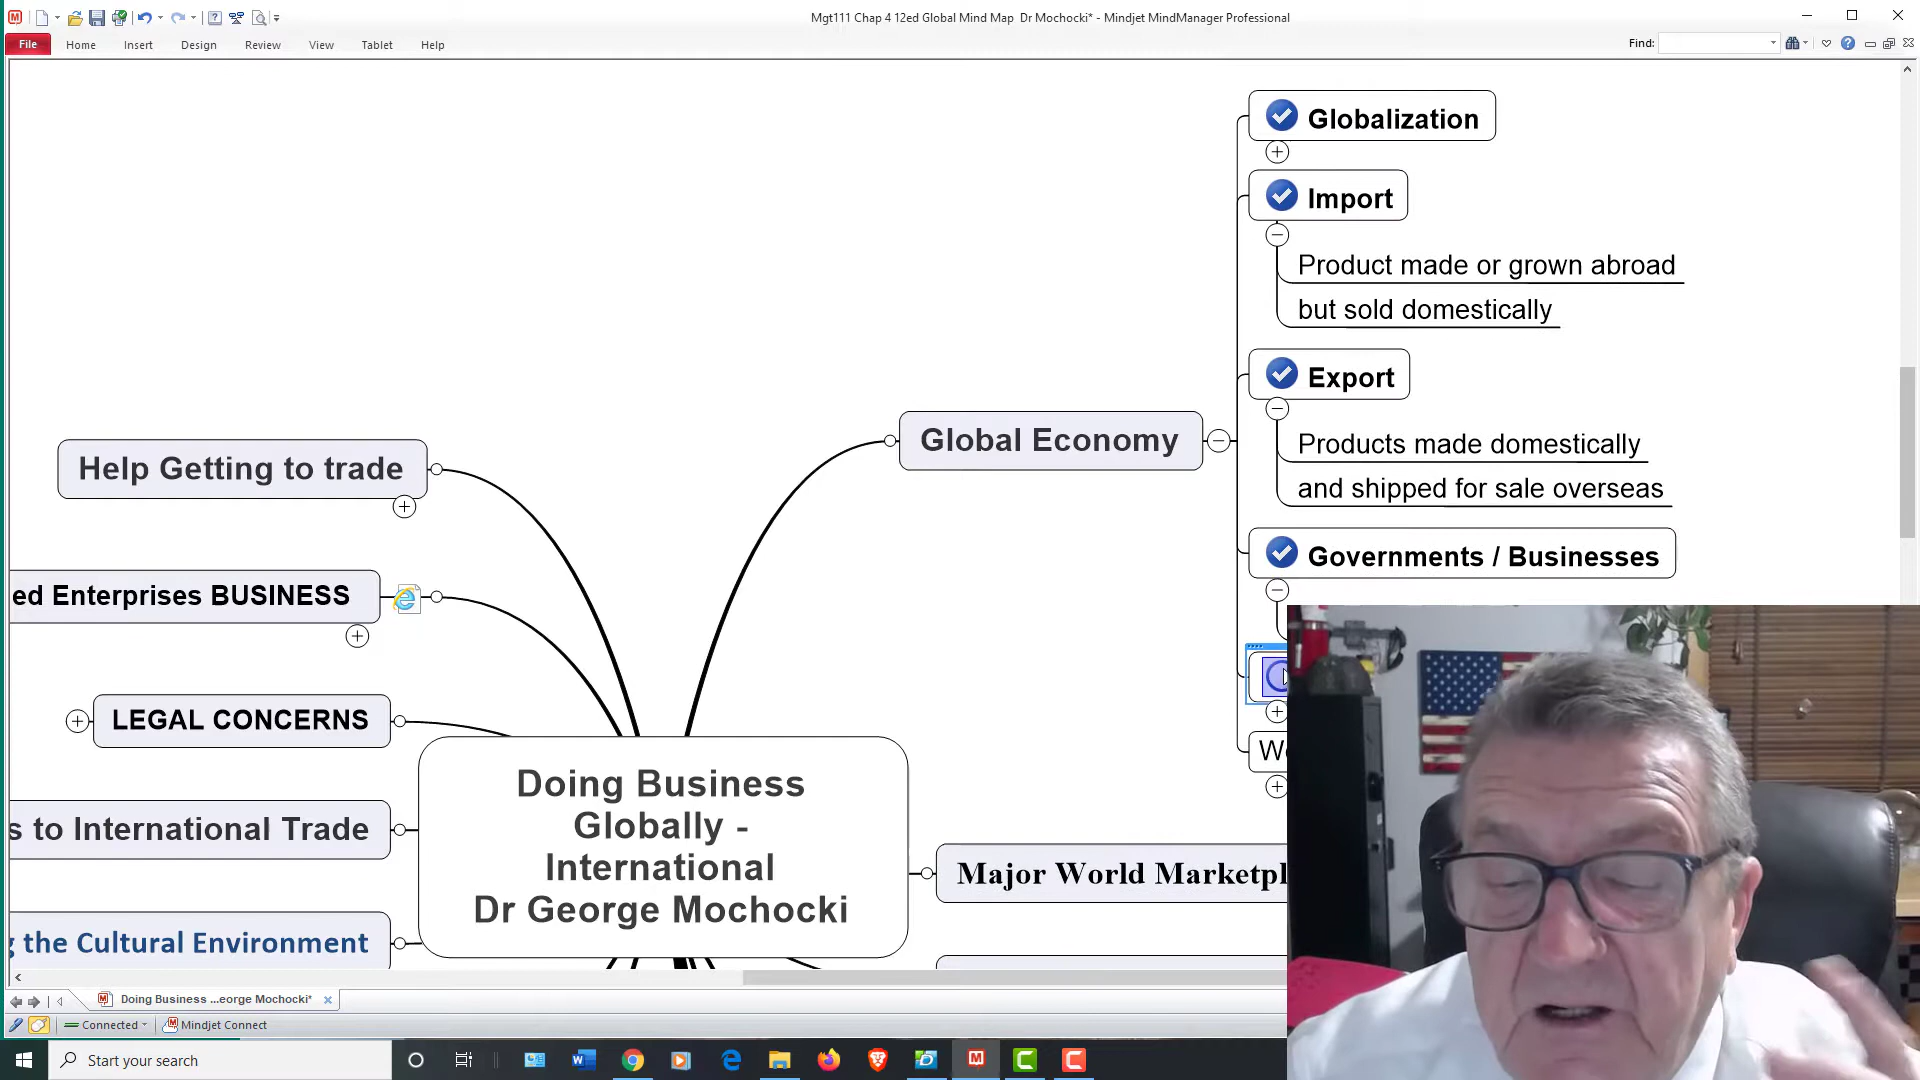 Mgt111 Chap 4 12ed Global Mind Map Dr Mochocki* - Mindjet MindManager Professional
File Home Insert Design Review View Tablet Help
Find:
Globalization
Import
Product made or grown abroad
but sold domestically
Export
Products made domestically
and shipped for sale overseas
Governments / Businesses
Global Economy
Help Getting to trade
ed Enterprises BUSINESS
LEGAL CONCERNS
s to International Trade
g the Cultural Environment
Doing Business
Globally -
International
Dr George Mochocki
Major World Marketpl
Doing Business ...eorge Mochocki*
Connected
Mindjet Connect
Start your search